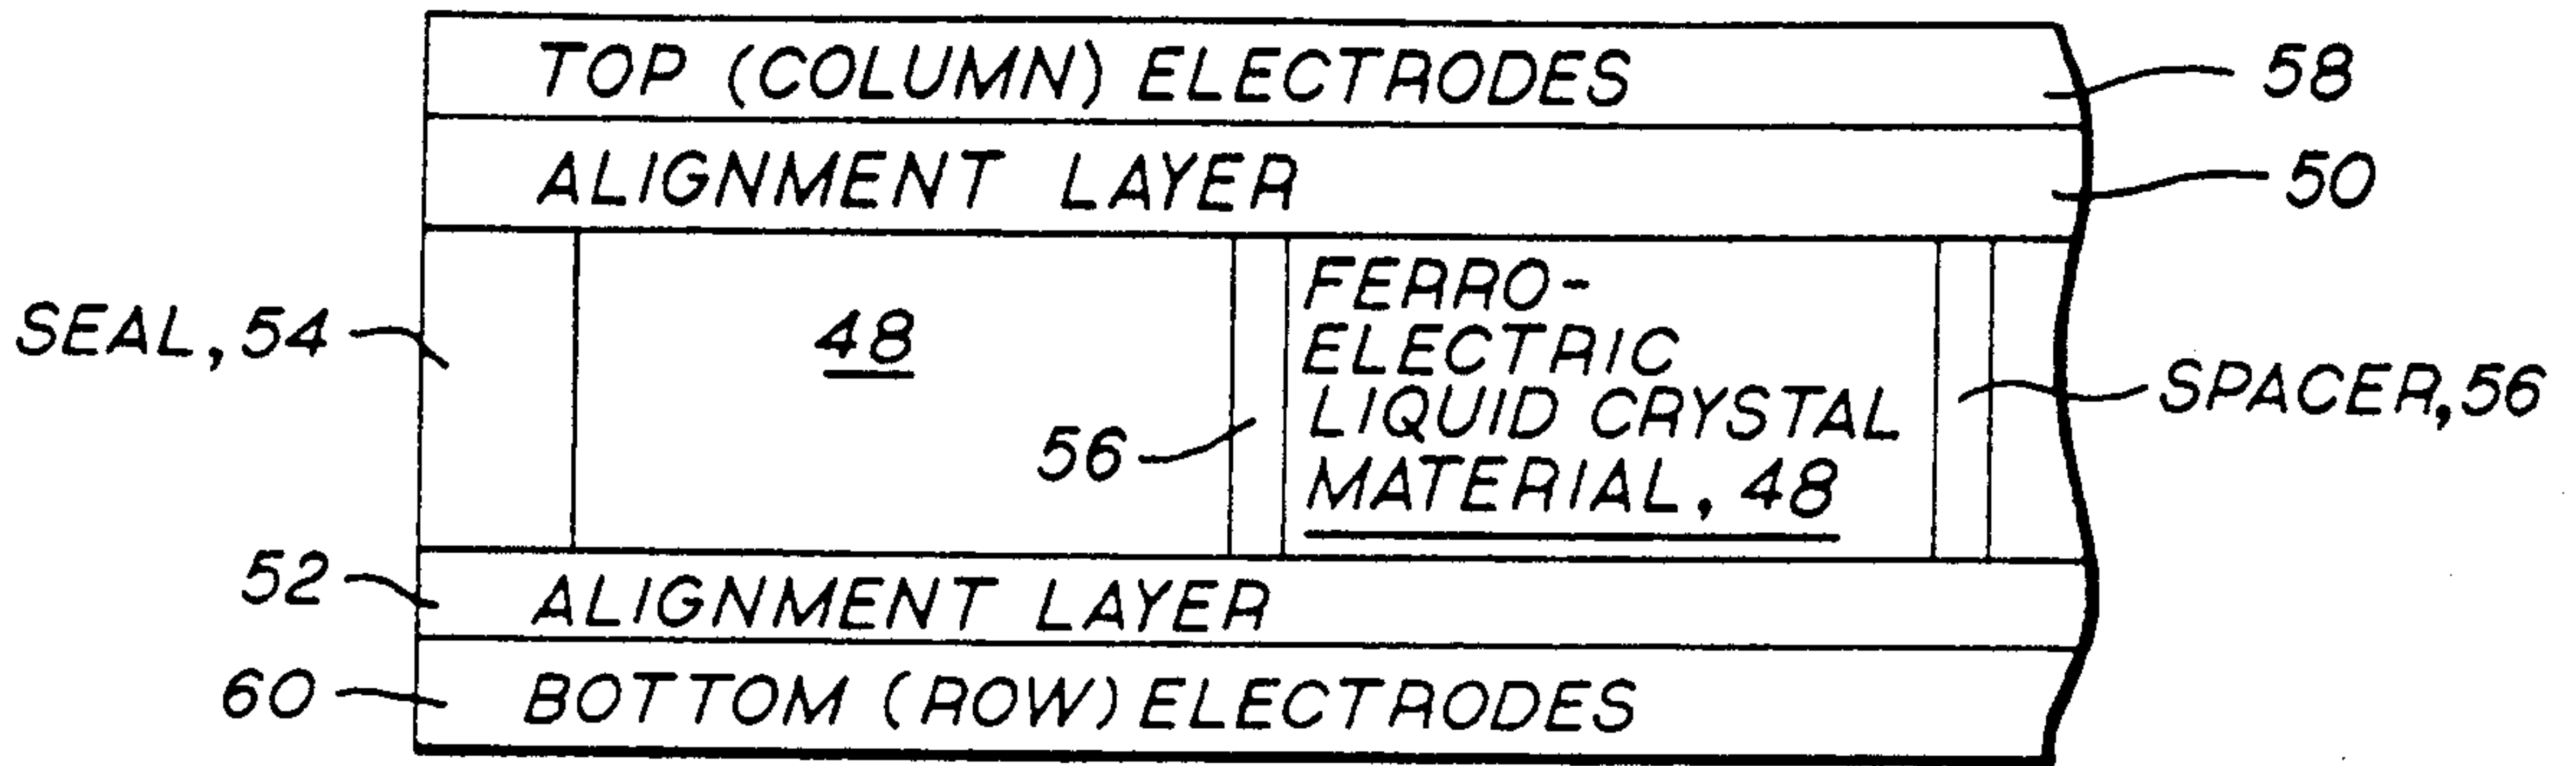 TOP (COLUMN) ELECTRODES
58
ALIGNMENT LAYER
50
SEAL, 54
48
56
FERRO-
ELECTRIC
LIQUID CRYSTAL
MATERIAL, 48
SPACER, 56
52
ALIGNMENT LAYER
60
BOTTOM (ROW) ELECTRODES